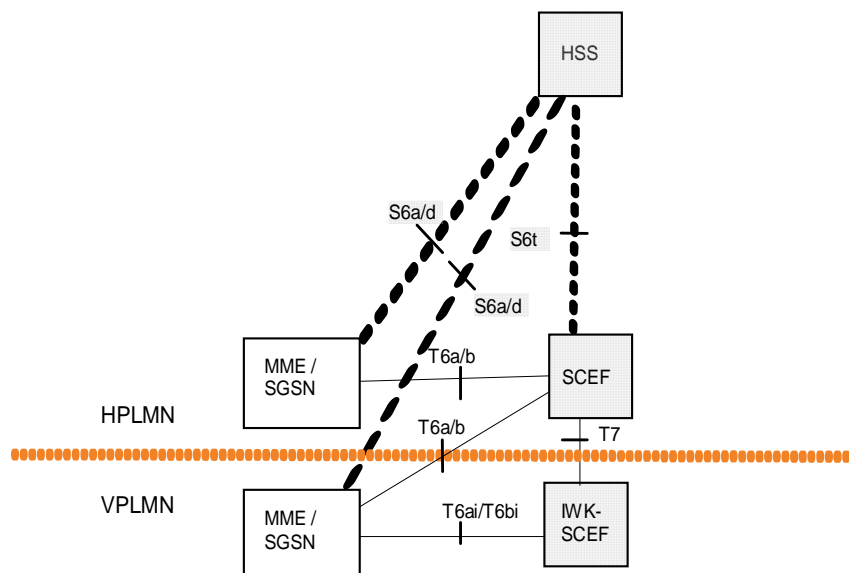 HSS
S6a/d
S6t
S6a/d
MME /
SGSN
T6a/b
SCEF
HPLMN
T6a/b
T7
VPLMN
MME /
SGSN
T6ai/T6bi
IWK-
SCEF